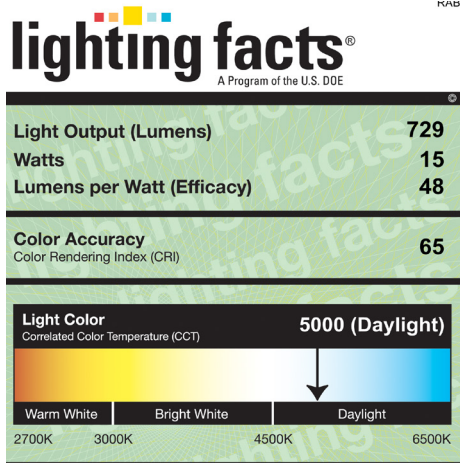 RAB
lighting facts®
A Program of the U.S. DOE
©
Light Output (Lumens) 729
Watts 15
Lumens per Watt (Efficacy) 48
Color Accuracy
Color Rendering Index (CRI) 65
Light Color
Correlated Color Temperature (CCT) 5000 (Daylight)
Warm White Bright White Daylight
2700K 3000K 4500K 6500K